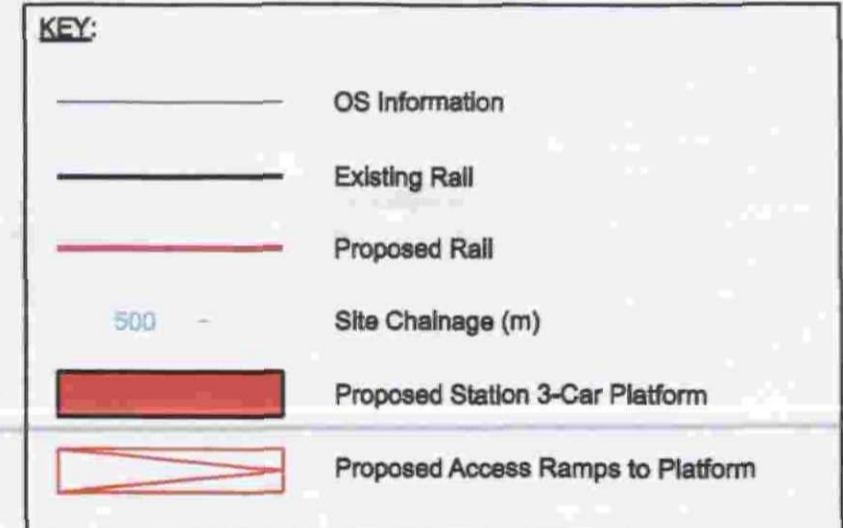 KEY:
OS Information
Existing Rail
Proposed Rail
500 - Site Chainage (m)
Proposed Station 3-Car Platform
Proposed Access Ramps to Platform